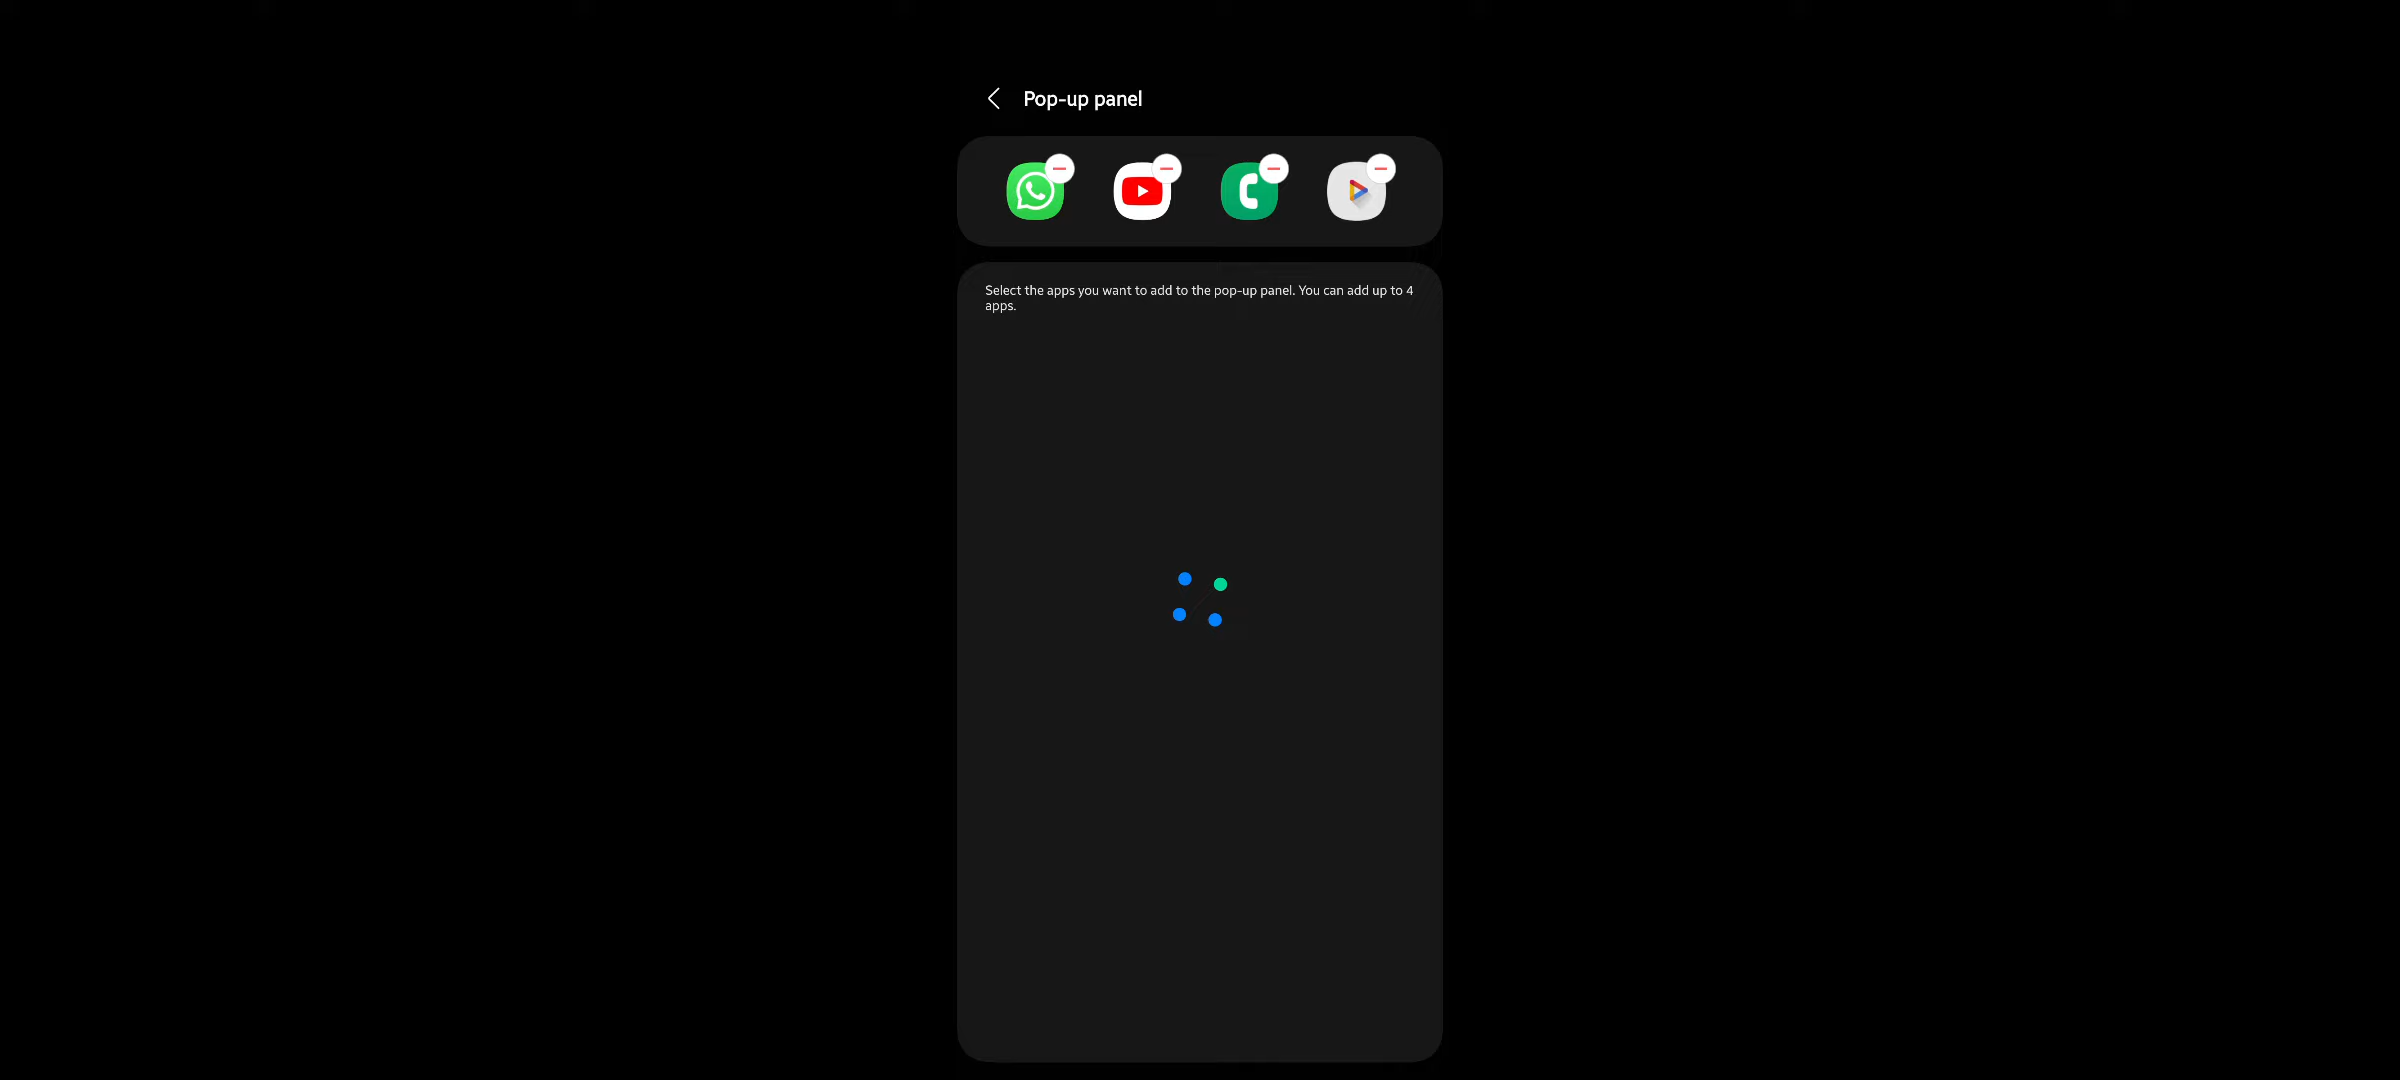 Pop-up panel
Select the apps you want to add to the pop-up panel. You can add up to 4
apps.